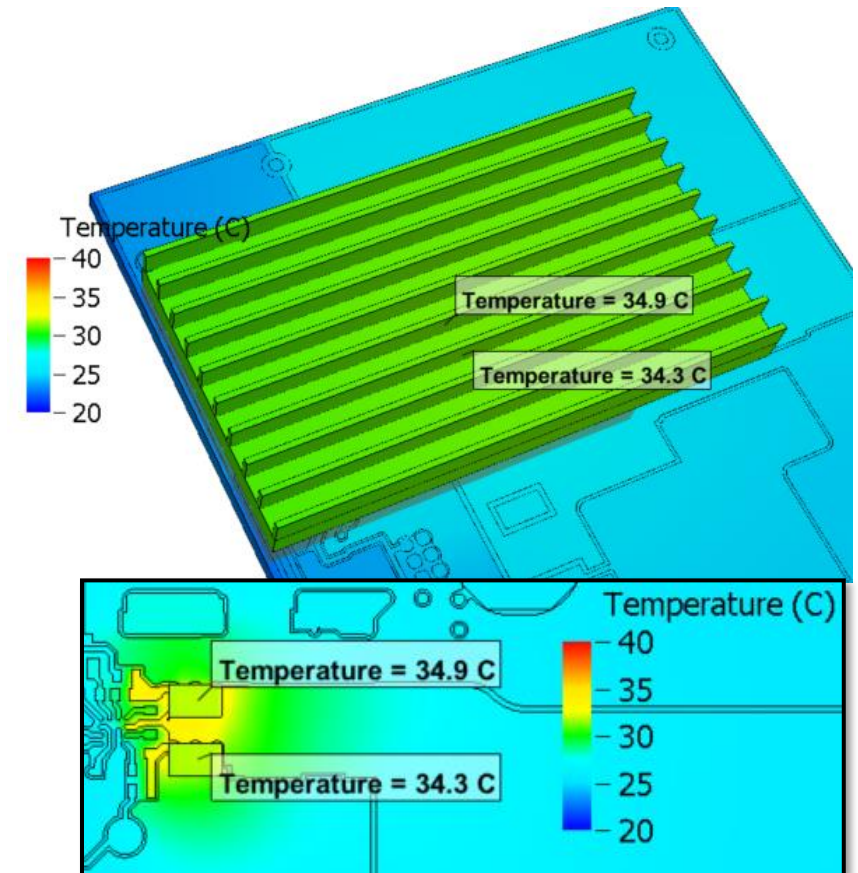 Temperature (C)
40
35
30
25
20
Temperature = 34.9 C
Temperature = 34.3 C
Temperature (C)
40
35
30
25
20
Temperature = 34.9 C
Temperature = 34.3 C